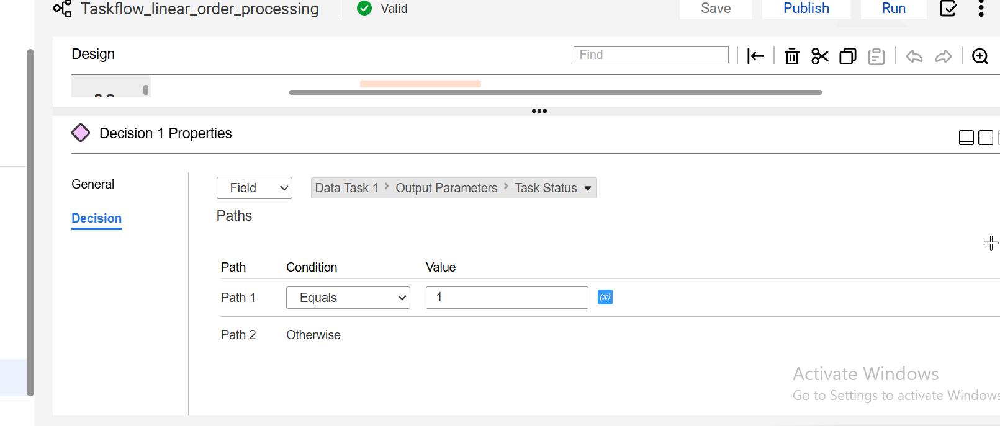 Taskflow_linear_order_processing
Valid
Save
Publish
Run
Design
Find
Decision 1 Properties
General
Decision
Field
Data Task 1 > Output Parameters > Task Status
Paths
Path Condition Value
Path 1 Equals 1 (x)
Path 2 Otherwise
Activate Windows
Go to Settings to activate Windows